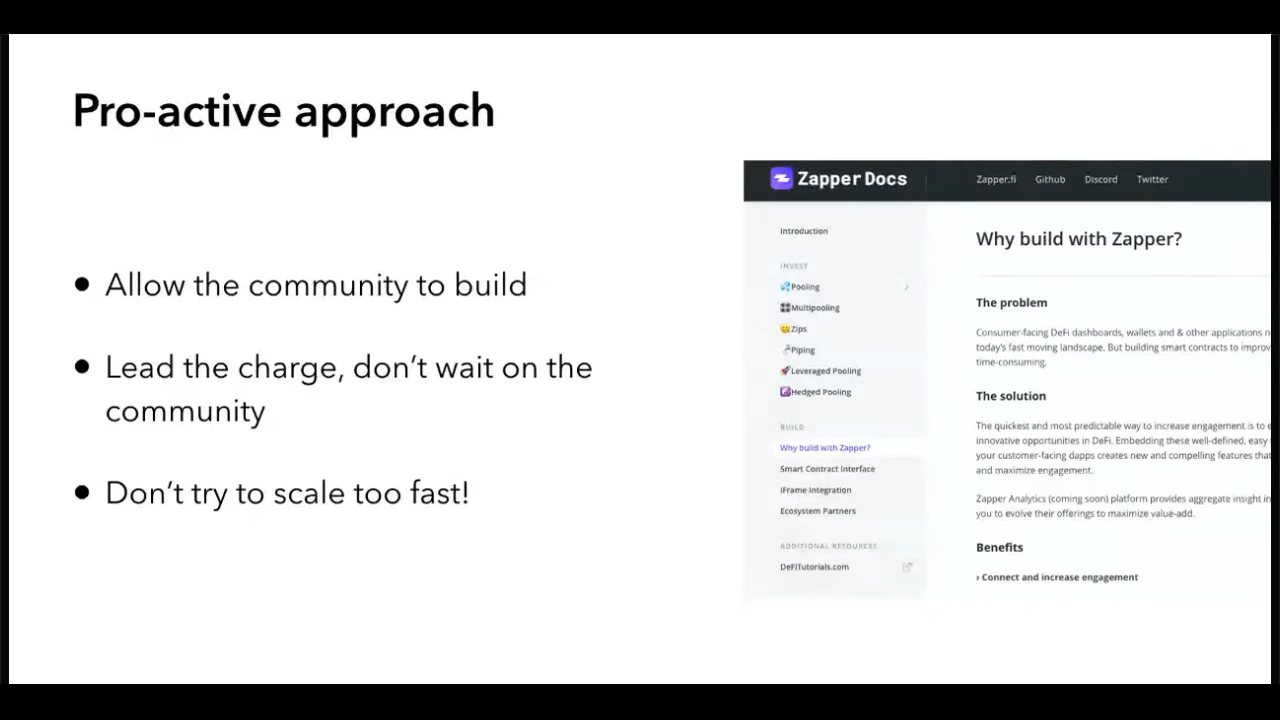 Pro-active approach
• Allow the community to build
• Lead the charge, don’t wait on the
community
• Don’t try to scale too fast!
Zapper Docs
Zapper.fi Github Discord Twitter
Introduction
INVEST
Pooling
Multipooling
Zips
Piping
Leveraged Pooling
Hedged Pooling
BUILD
Why build with Zapper?
Smart Contract Interface
iFrame Integration
Ecosystem Partners
ADDITIONAL RESOURCES
DeFiTutorials.com
Why build with Zapper?
The problem
Consumer-facing DeFi dashboards, wallets and & other applications
today's fast moving landscape. But building smart contracts to improv
time-consuming.
The solution
The quickest and most predictable way to increase engagement is to
innovative opportunities in DeFi. Embedding these well-defined, easy
your customer-facing dapps creates new and compelling features that
and maximize engagement.
Zapper Analytics (coming soon) platform provides aggregate insight in
you to evolve their offerings to maximize value-add.
Benefits
› Connect and increase engagement